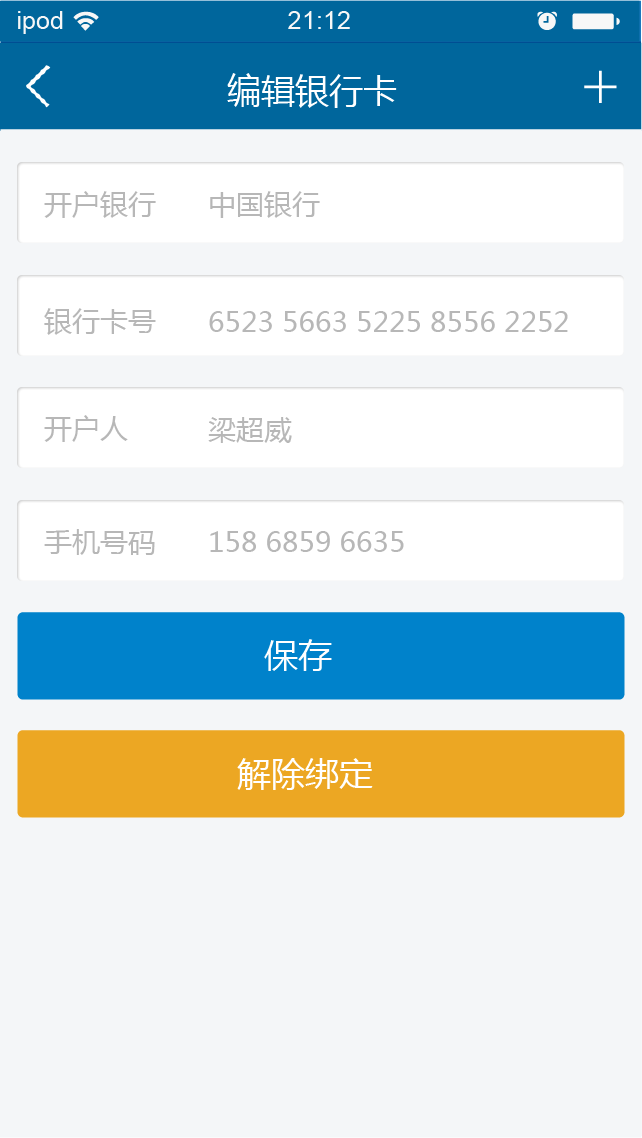 ipod 21:12
编辑银行卡
开户银行 中国银行
银行卡号 6523 5663 5225 8556 2252
开户人 梁超威
手机号码 158 6859 6635
保存
解除绑定